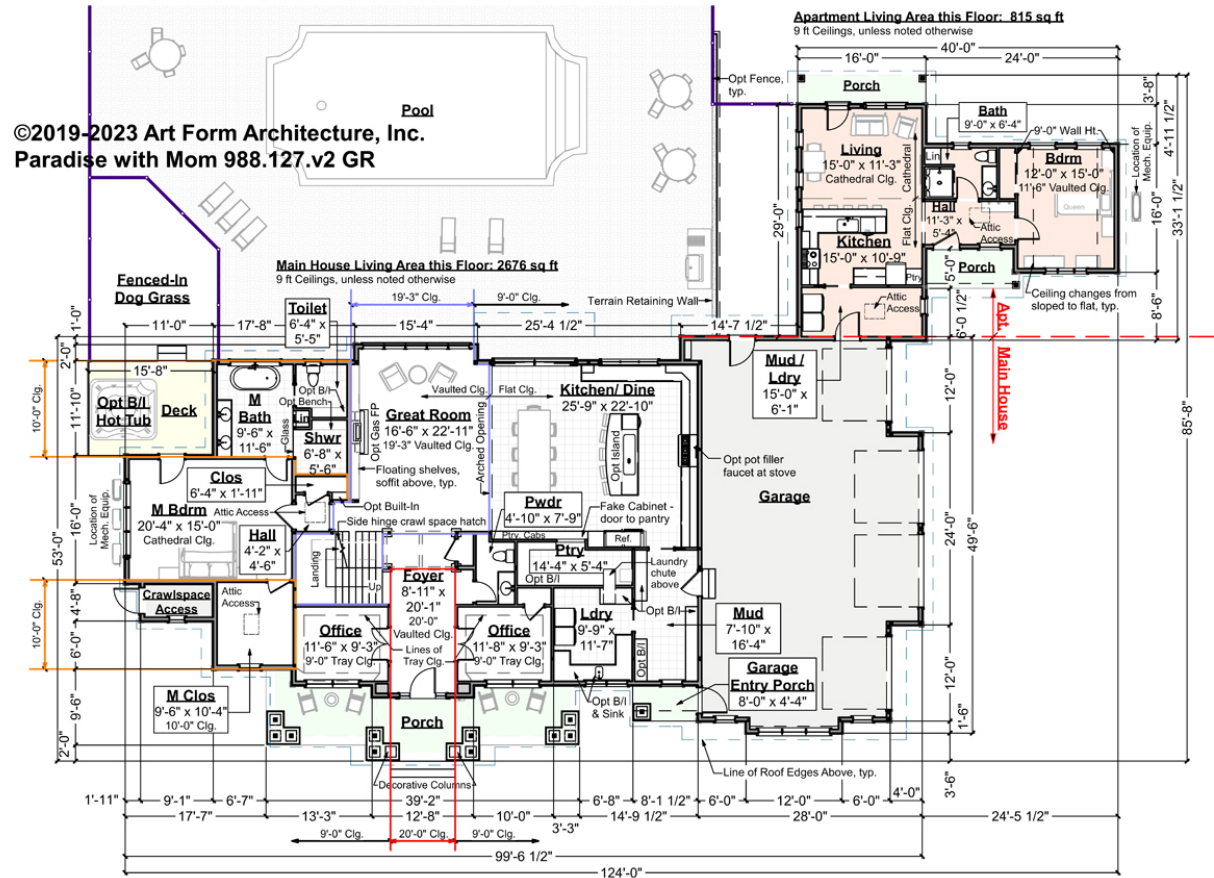 Apartment Living Area this Floor: 815 sq ft
9 ft Ceilings, unless noted otherwise
40'-0"
16'-0"
24'-0"
Opt Fence,
typ.
Porch
3'-8"
4'-11 1/2"
Pool
©2019-2023 Art Form Architecture, Inc.
Paradise with Mom 988.127.v2 GR
Bath
9'-0" x 6'-4"
9'-0" Wall Ht.
Living
15'-0" x 11'-3"
Cathedral Clg.
Cathedral
Lin
Bdrm
12'-0" x 15'-0"
11'-6" Vaulted Clg.
Queen
Location of
Mech. Equip.
16'-0"
33'-1 1/2"
Hall
11'-3" x
5'-4"
Attic
Access
Flat Clg.
29'-0"
Kitchen
15'-0" x 10'-9"
Ptry
Porch
5'-0"
6'-0 1/2"
8'-6"
Ceiling changes from
sloped to flat, typ.
Attic
Access
Fenced-In
Dog Grass
Main House Living Area this Floor: 2676 sq ft
9 ft Ceilings, unless noted otherwise
Terrain Retaining Wall
19'-3" Clg.
9'-0" Clg.
Toilet
6'-4" x
5'-5"
1'-0"
11'-0"
17'-8"
15'-4"
25'-4 1/2"
14'-7 1/2"
Apt.
Main House
2'-0"
15'-8"
Mud /
Ldry
15'-0" x
6'-1"
12'-0"
85'-8"
10'-0" Clg.
11'-10"
Opt B/I
Hot Tub
Deck
M
Bath
9'-6" x
11'-6"
Glass
Opt B/I
Opt Bench
Lin
Shwr
6'-8" x
5'-6"
Opt Gas FP
Vaulted Clg.
Flat Clg.
Great Room
16'-6" x 22'-11"
19'-3" Vaulted Clg.
Floating shelves,
soffit above, typ.
Arched Opening
Kitchen/ Dine
25'-9" x 22'-10"
Opt Island
Opt pot filler
faucet at stove
Garage
Clos
6'-4" x 1'-11"
Attic Access
Opt Built-In
Side hinge crawl space hatch
M Bdrm
20'-4" x 15'-0"
Cathedral Clg.
Location of
Mech. Equip.
16'-0"
53'-0"
Hall
4'-2" x
4'-6"
Pwdr
4'-10" x 7'-9"
Fake Cabinet -
door to pantry
Ptry. Cabs
Ref.
24'-0"
49'-6"
Landing
Up
Ptry
14'-4" x 5'-4"
Opt B/I
Laundry
chute
above
Foyer
8'-11" x
20'-1"
20'-0"
Vaulted Clg.
Lines of
Tray Clg.
10'-0" Clg.
4'-8"
Crawlspace
Access
Attic
Access
6'-0"
Office
11'-6" x 9'-3"
9'-0" Tray Clg.
Office
11'-8" x 9'-3"
9'-0" Tray Clg.
Ldry
9'-9" x
11'-7"
Opt B/I
Opt B/I
Mud
7'-10" x
16'-4"
M Clos
9'-6" x 10'-4"
10'-0" Clg.
9'-6"
2'-0"
Porch
Opt B/I
& Sink
Garage
Entry Porch
8'-0" x 4'-4"
12'-0"
1'-6"
Decorative Columns
Line of Roof Edges Above, typ.
3'-6"
1'-11"
9'-1"
6'-7"
39'-2"
6'-8"
8'-1 1/2"
6'-0"
12'-0"
6'-0"
4'-0"
17'-7"
13'-3"
12'-8"
10'-0"
3'-3"
14'-9 1/2"
28'-0"
24'-5 1/2"
9'-0" Clg.
20'-0" Clg.
9'-0" Clg.
99'-6 1/2"
124'-0"